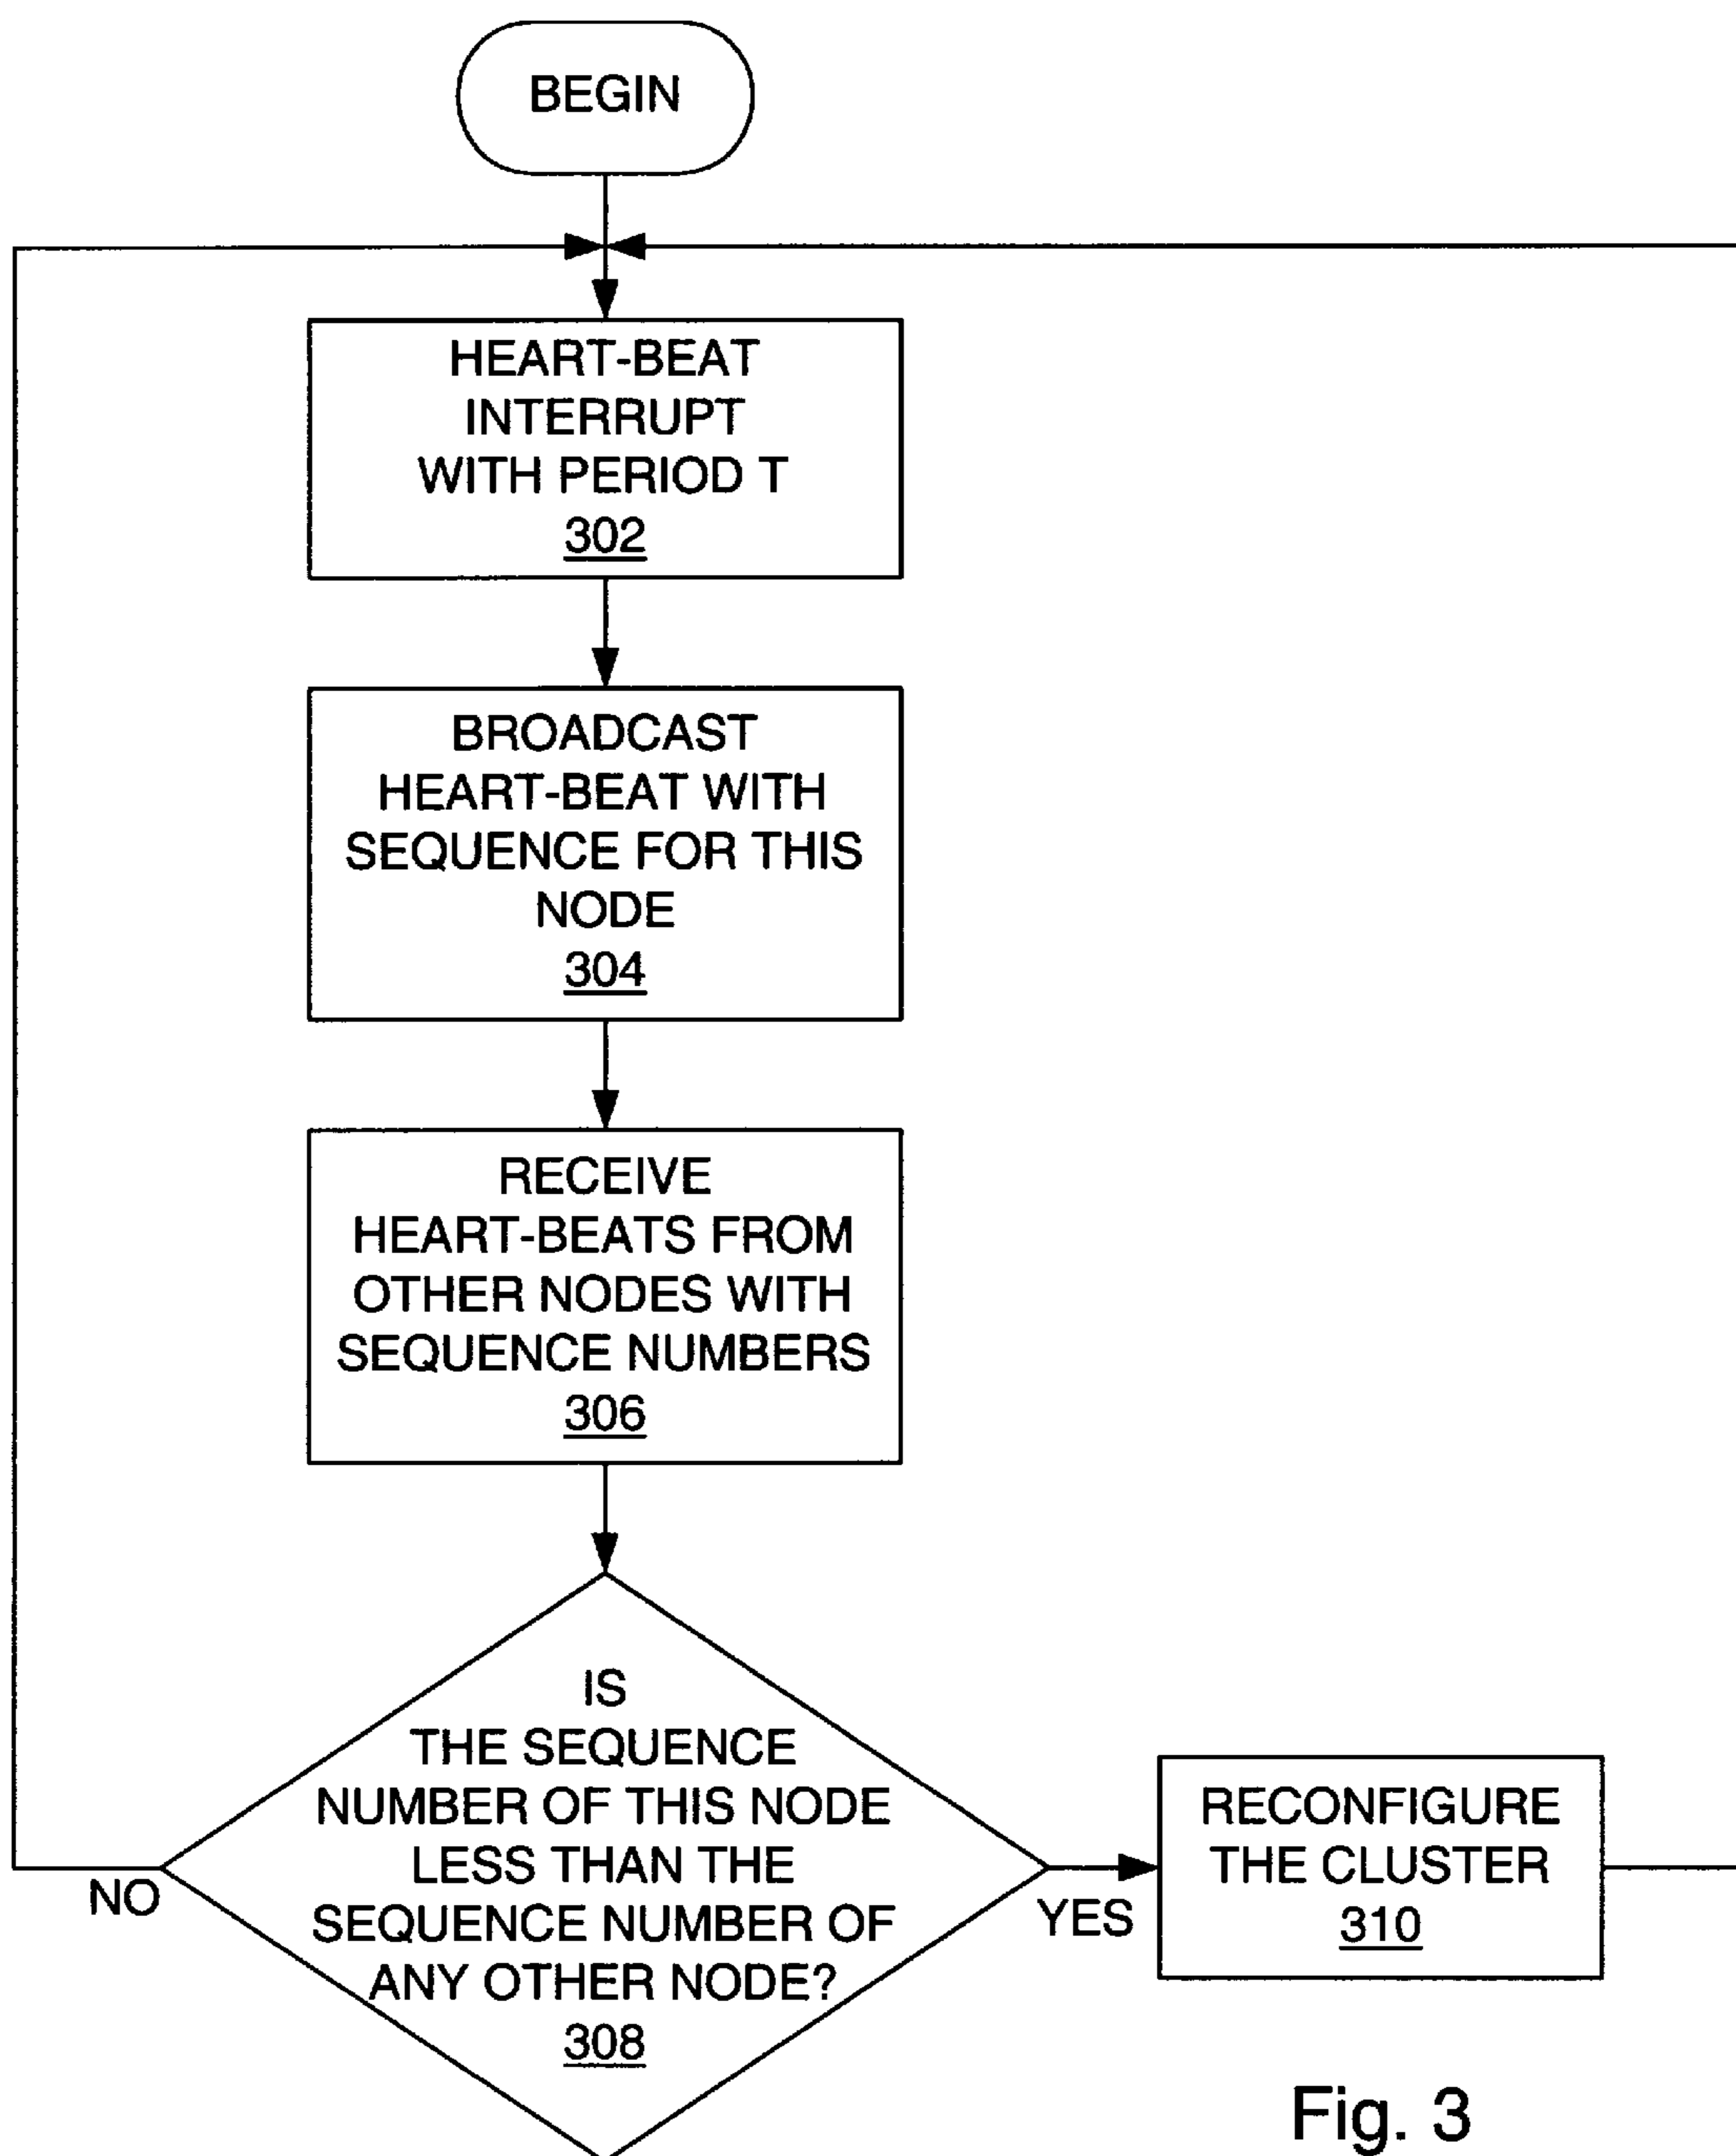 BEGIN
HEART-BEAT
INTERRUPT
WITH PERIOD T
302
BROADCAST
HEART-BEAT WITH
SEQUENCE FOR THIS
NODE
304
RECEIVE
HEART-BEATS FROM
OTHER NODES WITH
SEQUENCE NUMBERS
306
IS
THE SEQUENCE
NUMBER OF THIS NODE
LESS THAN THE
SEQUENCE NUMBER OF
ANY OTHER NODE?
308
NO
YES
RECONFIGURE
THE CLUSTER
310
Fig. 3